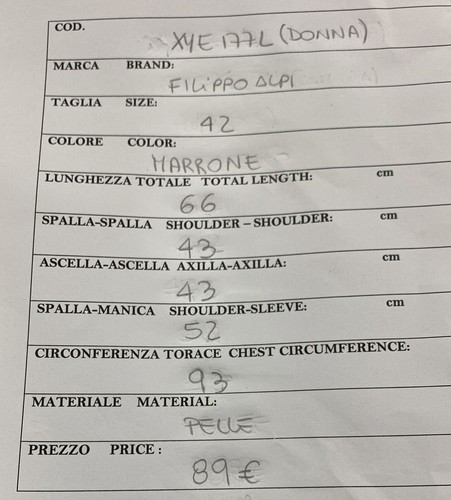 COD.
XYE177L (DONNA)
MARCA BRAND:
FILIPPO ALPI
TAGLIA SIZE:
42
COLORE COLOR:
MARRONE
LUNGHEZZA TOTALE TOTAL LENGTH: cm
66
SPALLA-SPALLA SHOULDER – SHOULDER: cm
43
ASCELLA-ASCELLA AXILLA-AXILLA: cm
43
SPALLA-MANICA SHOULDER-SLEEVE: cm
52
CIRCONFERENZA TORACE CHEST CIRCUMFERENCE:
93
MATERIALE MATERIAL:
PELLE
PREZZO PRICE :
89 €